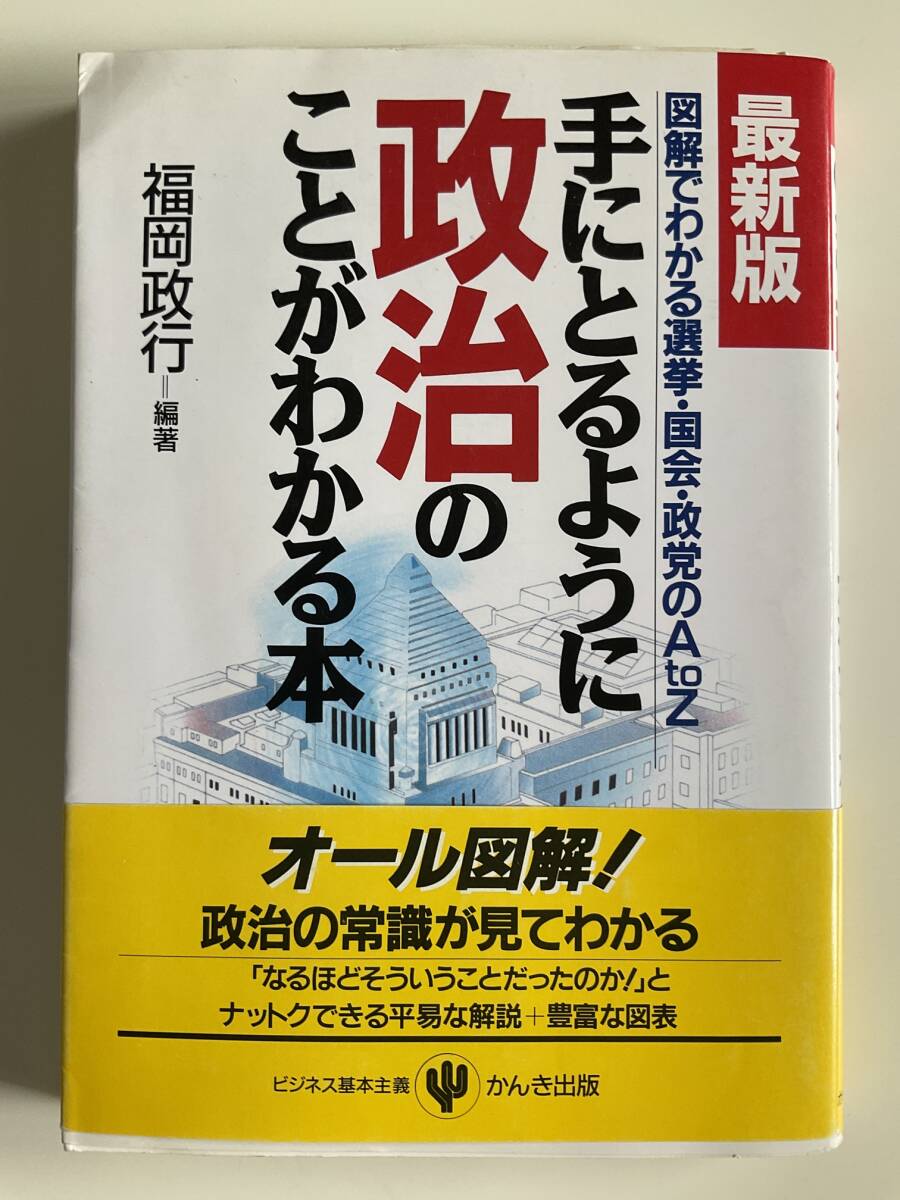 最新版
図解でわかる選挙・国会・政党のAtoZ
手にとるように
政治の
ことがわかる本
福岡政行=編著
オール図解!
政治の常識が見てわかる
「なるほどそういうことだったのか!」と
ナットクできる平易な解説+豊富な図表
ビジネス基本主義 かんき出版